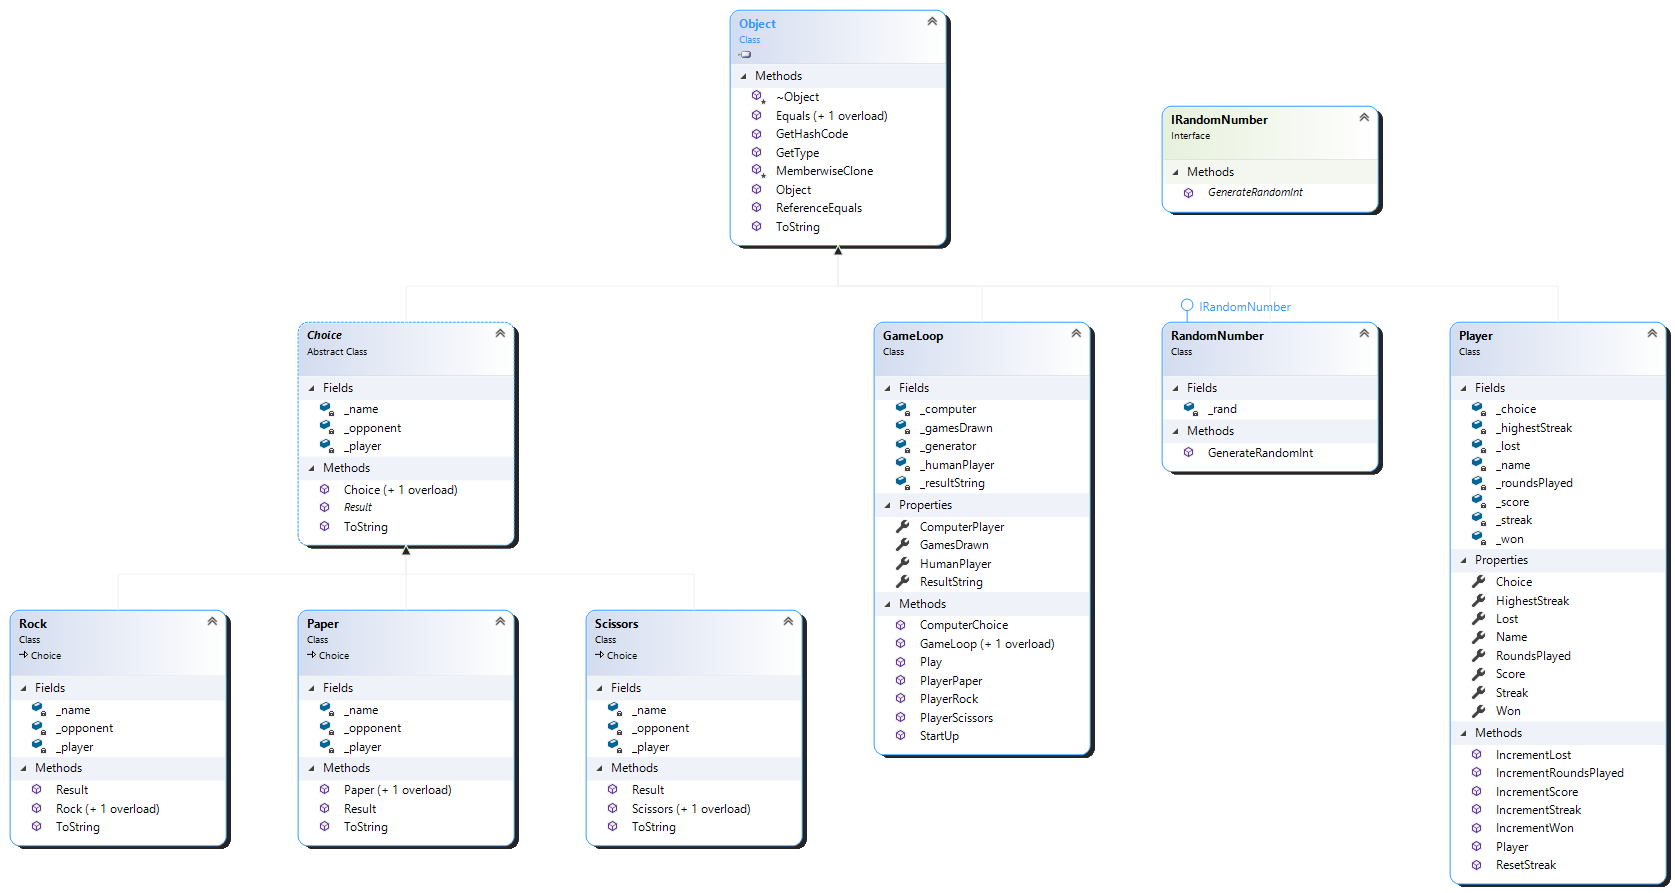 Object
Class
Methods
~Object
Equals (+ 1 overload)
GetHashCode
GetType
MemberwiseClone
Object
ReferenceEquals
ToString
IRandomNumber
Interface
Methods
GenerateRandomInt
Choice
Abstract Class
Fields
_name
_opponent
_player
Methods
Choice (+ 1 overload)
Result
ToString
GameLoop
Class
Fields
_computer
_gamesDrawn
_generator
_humanPlayer
_resultString
Properties
ComputerPlayer
GamesDrawn
HumanPlayer
ResultString
Methods
ComputerChoice
GameLoop (+ 1 overload)
Play
PlayerPaper
PlayerRock
PlayerScissors
StartUp
IRandomNumber
RandomNumber
Class
Fields
_rand
Methods
GenerateRandomInt
Player
Class
Fields
_choice
_highestStreak
_lost
_name
_roundsPlayed
_score
_streak
_won
Properties
Choice
HighestStreak
Lost
Name
RoundsPlayed
Score
Streak
Won
Methods
IncrementLost
IncrementRoundsPlayed
IncrementScore
IncrementStreak
IncrementWon
Player
ResetStreak
Rock
Class
Choice
Fields
_name
_opponent
_player
Methods
Result
Rock (+ 1 overload)
ToString
Paper
Class
Choice
Fields
_name
_opponent
_player
Methods
Paper (+ 1 overload)
Result
ToString
Scissors
Class
Choice
Fields
_name
_opponent
_player
Methods
Result
Scissors (+ 1 overload)
ToString